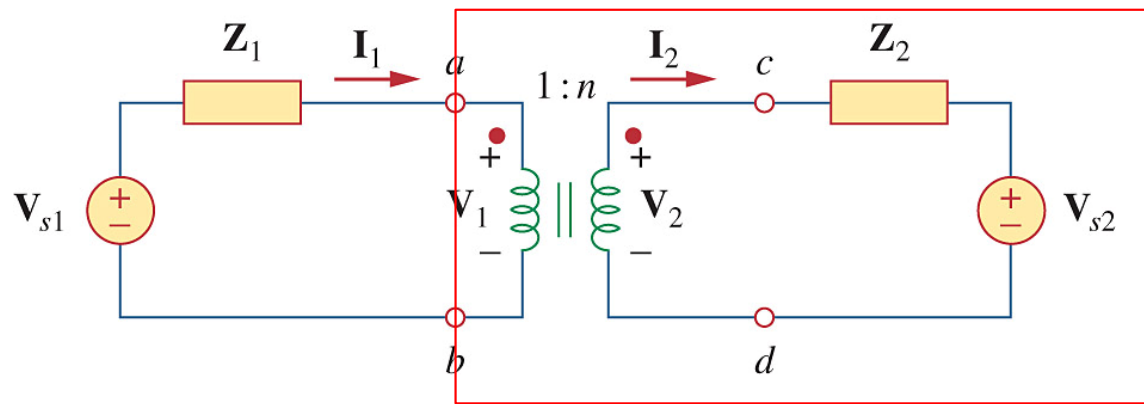 Z1 I1 a 1 : n I2 c Z2
+ +
Vs1 + − V1 V2 + − Vs2
− −
b d